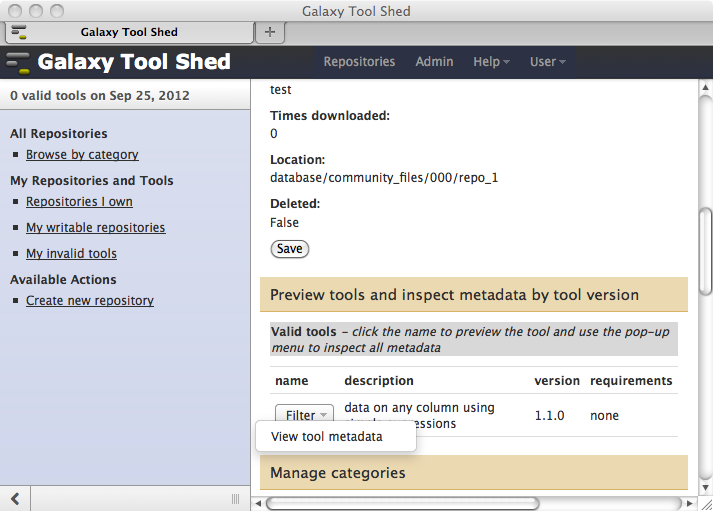 Galaxy Tool Shed
Galaxy Tool Shed
Galaxy Tool Shed
Repositories Admin Help User
0 valid tools on Sep 25, 2012
All Repositories
Browse by category
My Repositories and Tools
Repositories I own
My writable repositories
My invalid tools
Available Actions
Create new repository
test
Times downloaded:
0
Location:
database/community_files/000/repo_1
Deleted:
False
Save
Preview tools and inspect metadata by tool version
Valid tools – click the name to preview the tool and use the pop-up
menu to inspect all metadata
name description version requirements
Filter data on any column using 1.1.0 none
View tool metadata
Manage categories